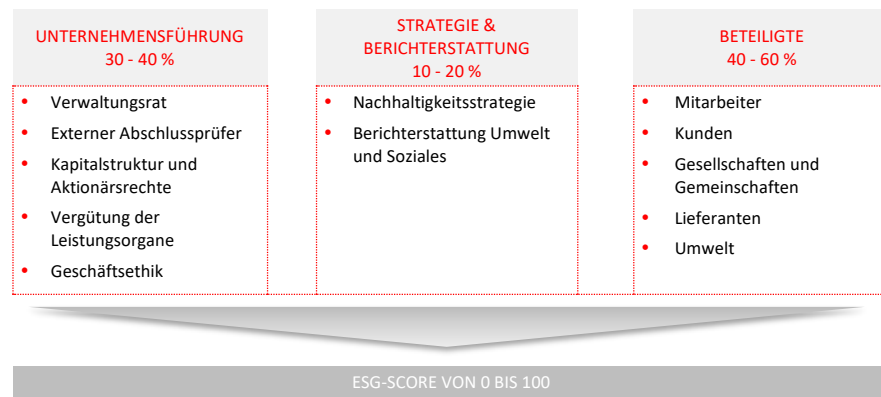 UNTERNEHMENSFÜHRUNG
30 - 40 %
• Verwaltungsrat
• Externer Abschlussprüfer
• Kapitalstruktur und
Aktionärsrechte
• Vergütung der
Leistungsorgane
• Geschäftsethik
STRATEGIE &
BERICHTERSTATTUNG
10 - 20 %
• Nachhaltigkeitsstrategie
• Berichterstattung Umwelt
und Soziales
BETEILIGTE
40 - 60 %
• Mitarbeiter
• Kunden
• Gesellschaften und
Gemeinschaften
• Lieferanten
• Umwelt
ESG-SCORE VON 0 BIS 100